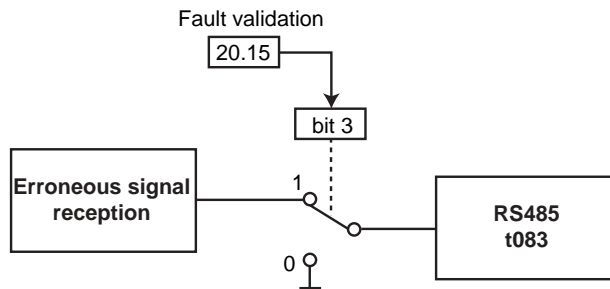 Fault validation
20.15
bit 3
Erroneous signal
reception
1
0
RS485
t083